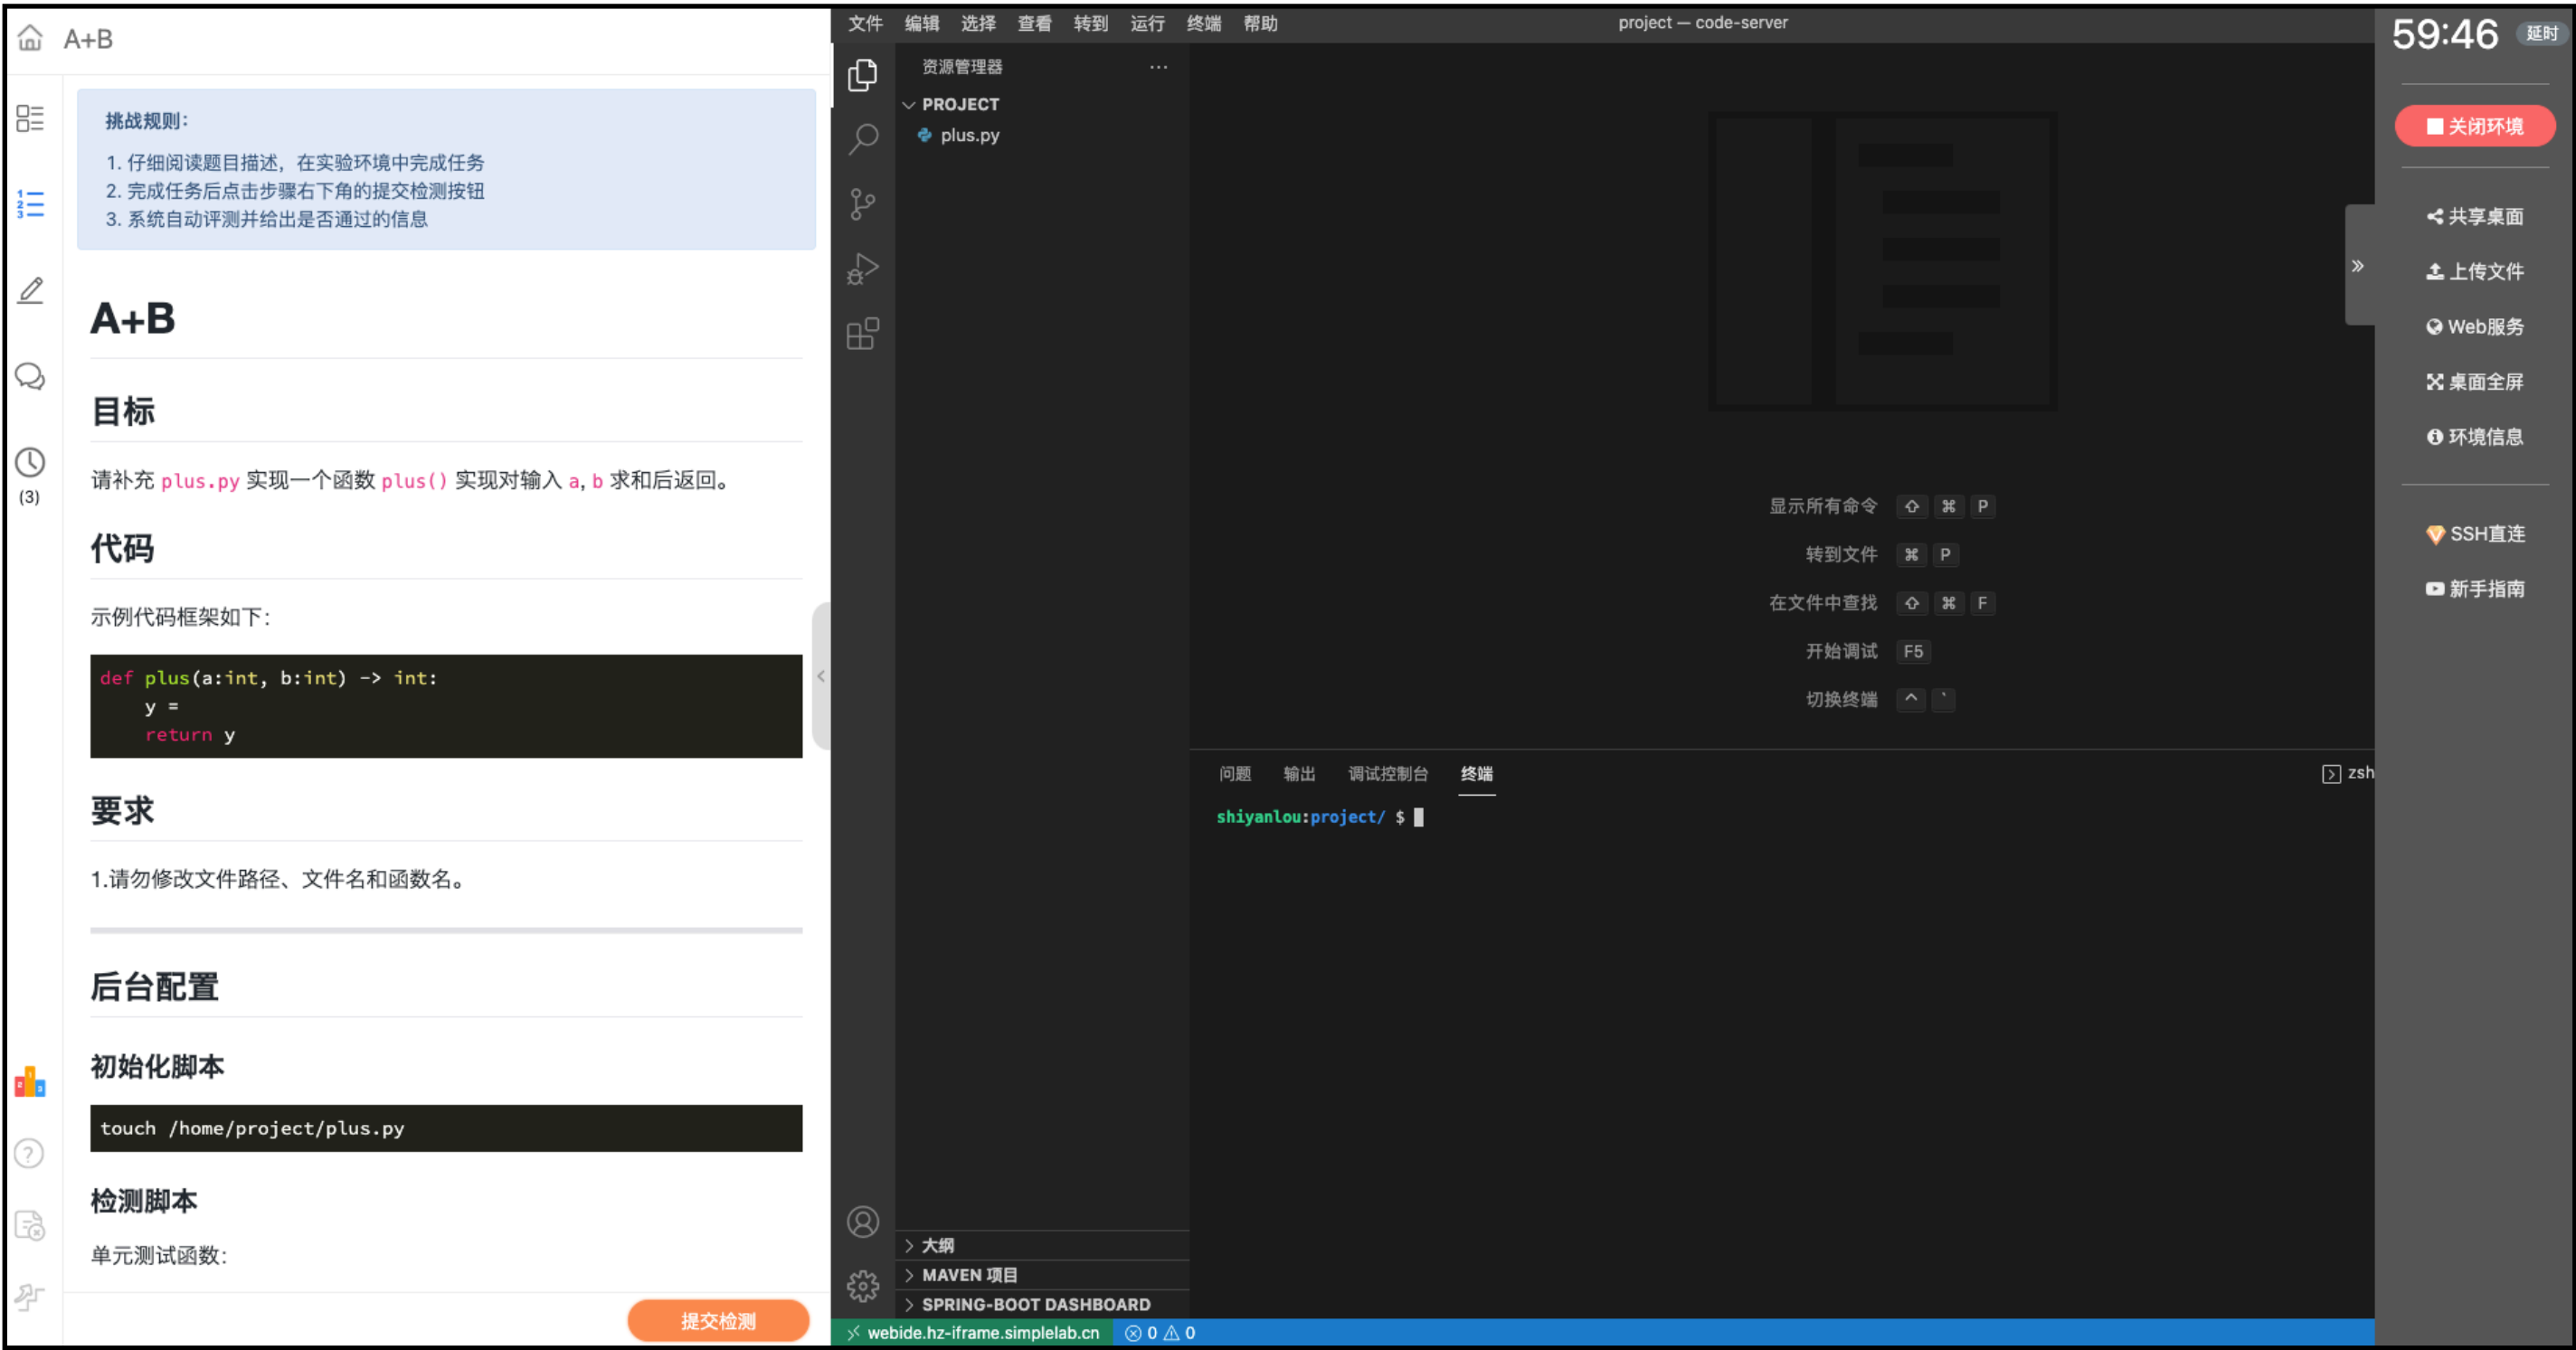 A+B
(3)
挑战规则：
1. 仔细阅读题目描述，在实验环境中完成任务
2. 完成任务后点击步骤右下角的提交检测按钮
3. 系统自动评测并给出是否通过的信息
A+B
目标
请补充 plus.py 实现一个函数 plus() 实现对输入 a, b 求和后返回。
代码
示例代码框架如下：
def plus(a:int, b:int) -> int:
    y =
    return y
要求
1.请勿修改文件路径、文件名和函数名。
后台配置
初始化脚本
touch /home/project/plus.py
检测脚本
单元测试函数：
提交检测
文件 编辑 选择 查看 转到 运行 终端 帮助
project — code-server
资源管理器 ···
PROJECT
plus.py
大纲
MAVEN 项目
SPRING-BOOT DASHBOARD
显示所有命令 ⇧ ⌘ P
转到文件 ⌘ P
在文件中查找 ⇧ ⌘ F
开始调试 F5
切换终端 ^ `
问题 输出 调试控制台 终端
zsh
shiyanlou:project/ $
webide.hz-iframe.simplelab.cn 0 0
59:46 延时
关闭环境
共享桌面
上传文件
Web服务
桌面全屏
环境信息
SSH直连
新手指南